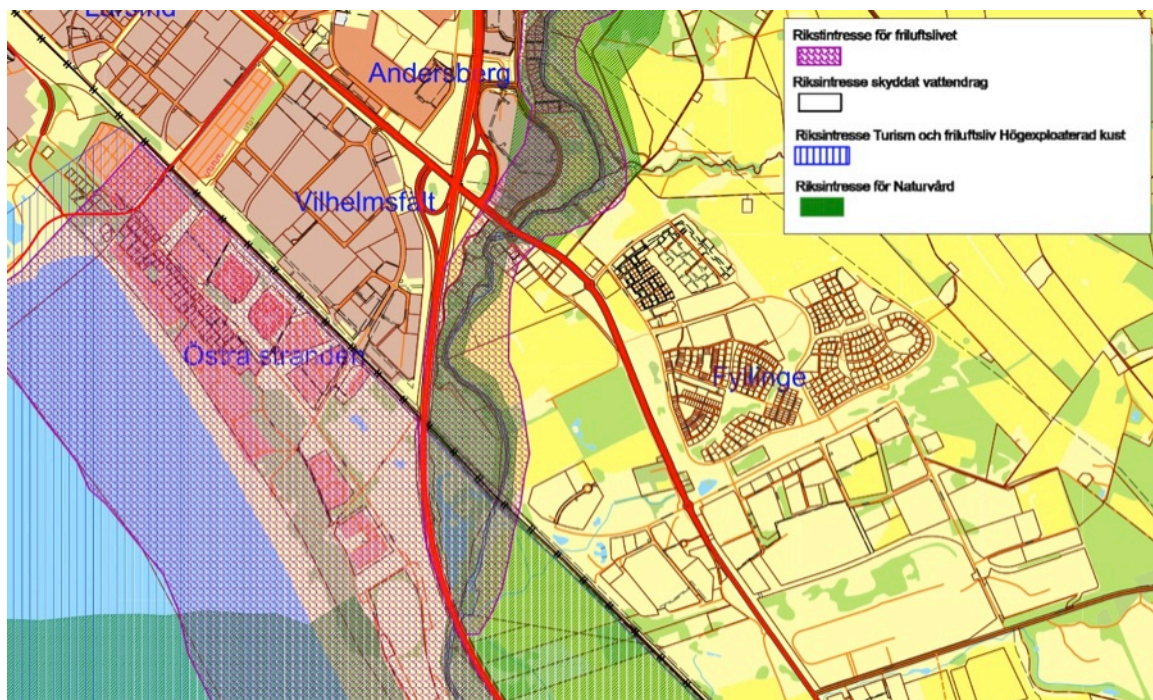 Rikstintresse för friluftslivet
Riksintresse skyddat vattendrag
Riksintresse Turism och friluftsliv Högexploaterad kust
Riksintresse för Naturvård
Andersberg
Vilhelmsfält
Östra stranden
Fyllinge